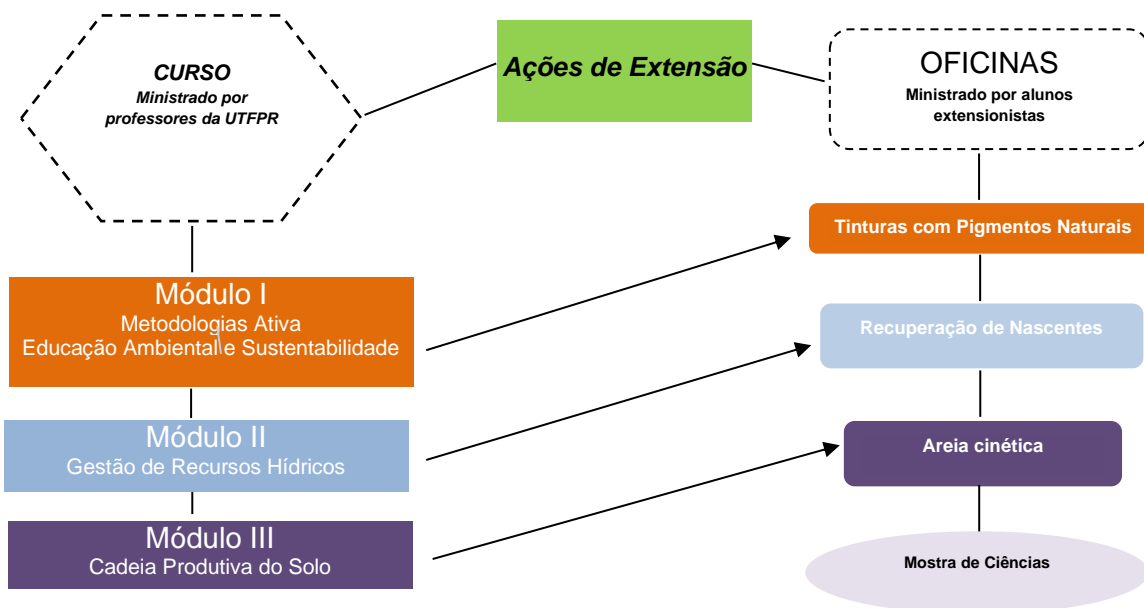 CURSO
Ministrado por
professores da UTFPR
Ações de Extensão
OFICINAS
Ministrado por alunos
extensionistas
Módulo I
Metodologias Ativa
Educação Ambiental e Sustentabilidade
Módulo II
Gestão de Recursos Hídricos
Módulo III
Cadeia Produtiva do Solo
Tinturas com Pigmentos Naturais
Recuperação de Nascentes
Areia cinética
Mostra de Ciências